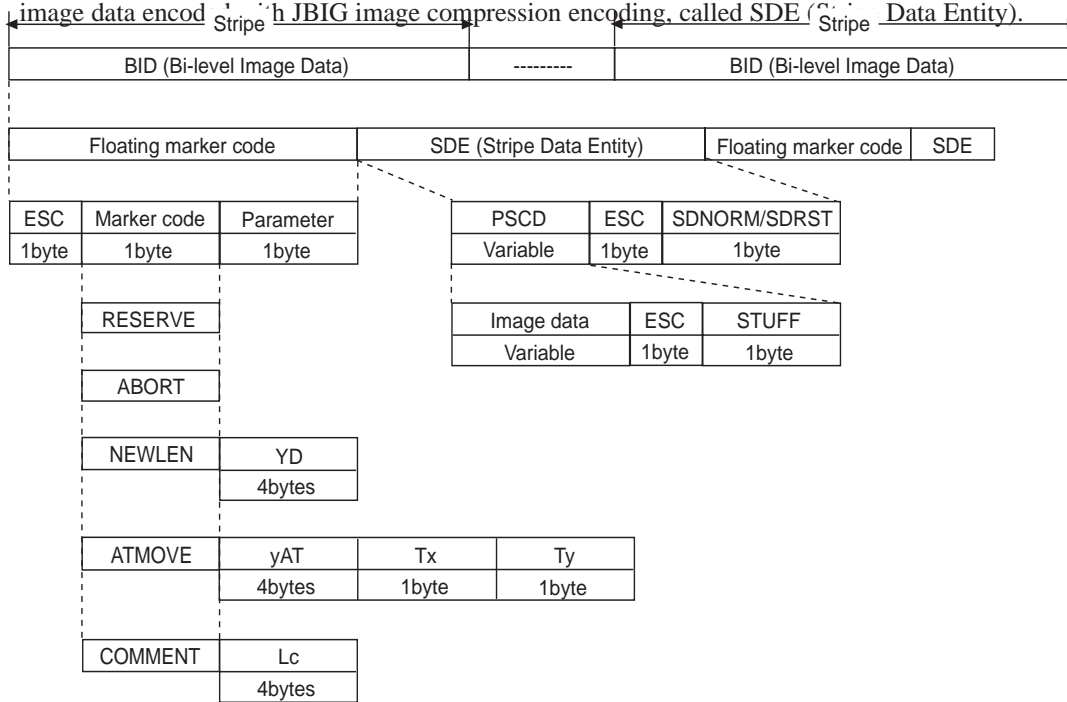 image data encoded with JBIG image compression encoding, called SDE ( Data Entity).
Stripe Stripe
BID (Bi-level Image Data) --------- BID (Bi-level Image Data)
Floating marker code SDE (Stripe Data Entity) Floating marker code SDE
ESC Marker code Parameter PSCD ESC SDNORM/SDRST
1byte 1byte 1byte Variable 1byte 1byte
RESERVE Image data ESC STUFF
Variable 1byte 1byte
ABORT
NEWLEN YD
4bytes
ATMOVE yAT Tx Ty
4bytes 1byte 1byte
COMMENT Lc
4bytes